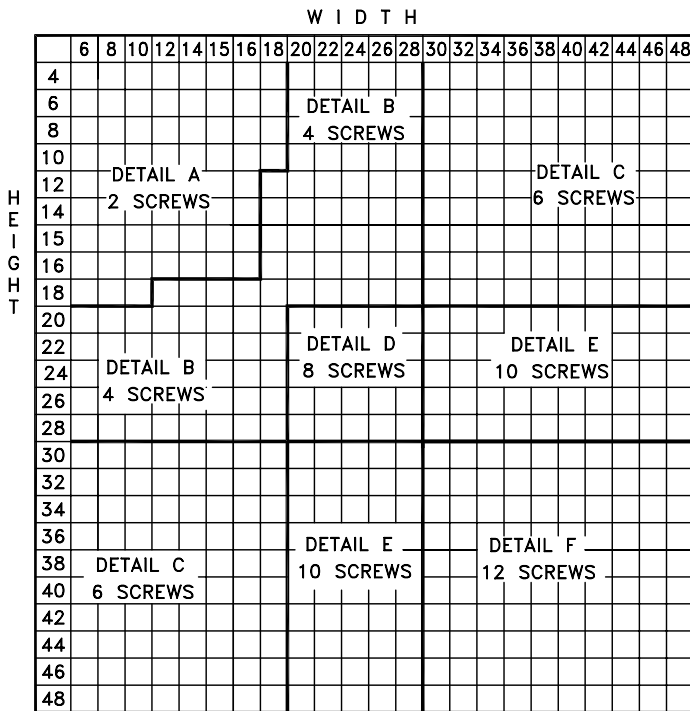 WIDTH
6 8 10 12 14 15 16 18 20 22 24 26 28 30 32 34 36 38 40 42 44 46 48
HEIGHT
4
6
8
10
12
14
15
16
18
20
22
24
26
28
30
32
34
36
38
40
42
44
46
48
DETAIL A
2 SCREWS
DETAIL B
4 SCREWS
DETAIL C
6 SCREWS
DETAIL B
4 SCREWS
DETAIL D
8 SCREWS
DETAIL E
10 SCREWS
DETAIL C
6 SCREWS
DETAIL E
10 SCREWS
DETAIL F
12 SCREWS